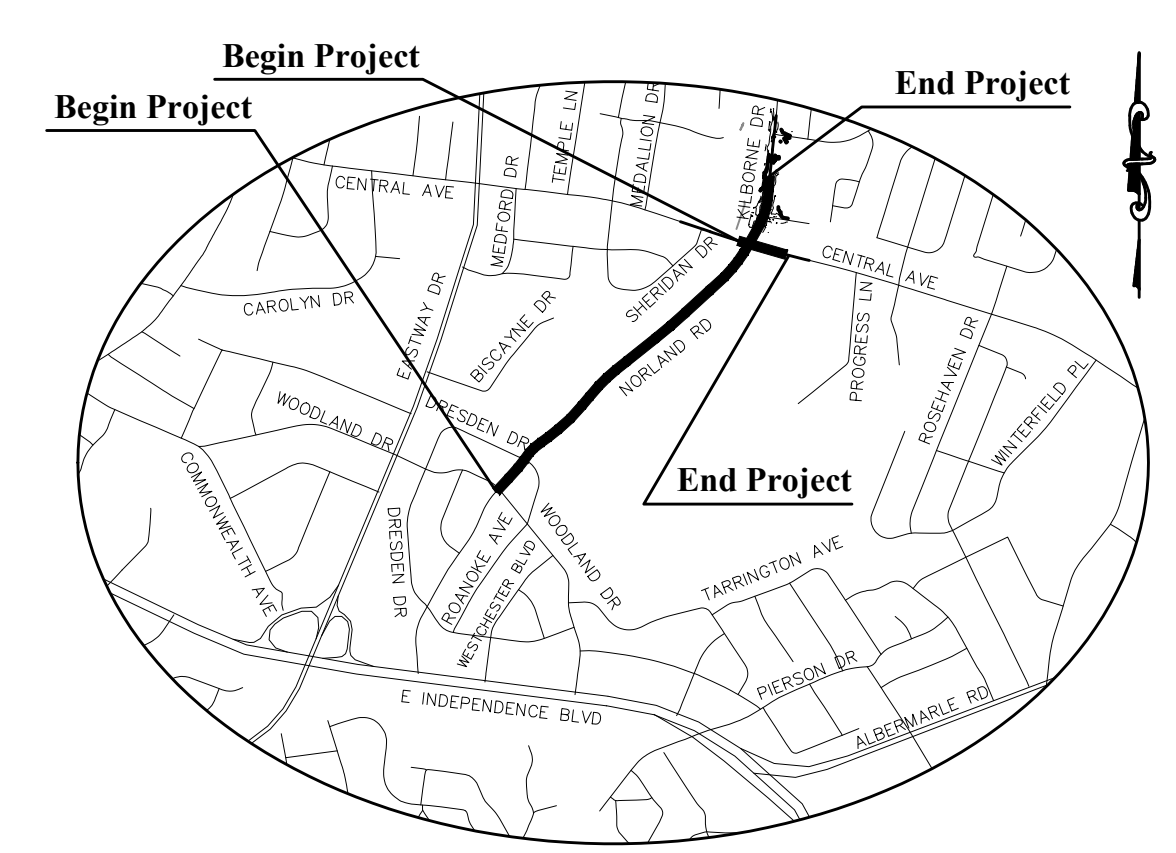 Begin Project
Begin Project
End Project
TEMPLE LN
MEDALLION DR
KILBORNE DR
CENTRAL AVE
MEDFORD DR
SHERIDAN DR
CENTRAL AVE
CAROLYN DR
EASTWAY DR
BISCAYNE DR
NORLAND RD
PROGRESS LN
ROSEHAVEN DR
WINTERFIELD PL
WOODLAND DR
DRESDEN DR
COMMONWEALTH AVE
End Project
DRESDEN DR
ROANOKE AVE
WESTCHESTER BLVD
WOODLAND DR
TARRINGTON AVE
PIERSON DR
E INDEPENDENCE BLVD
ALBERMARLE RD